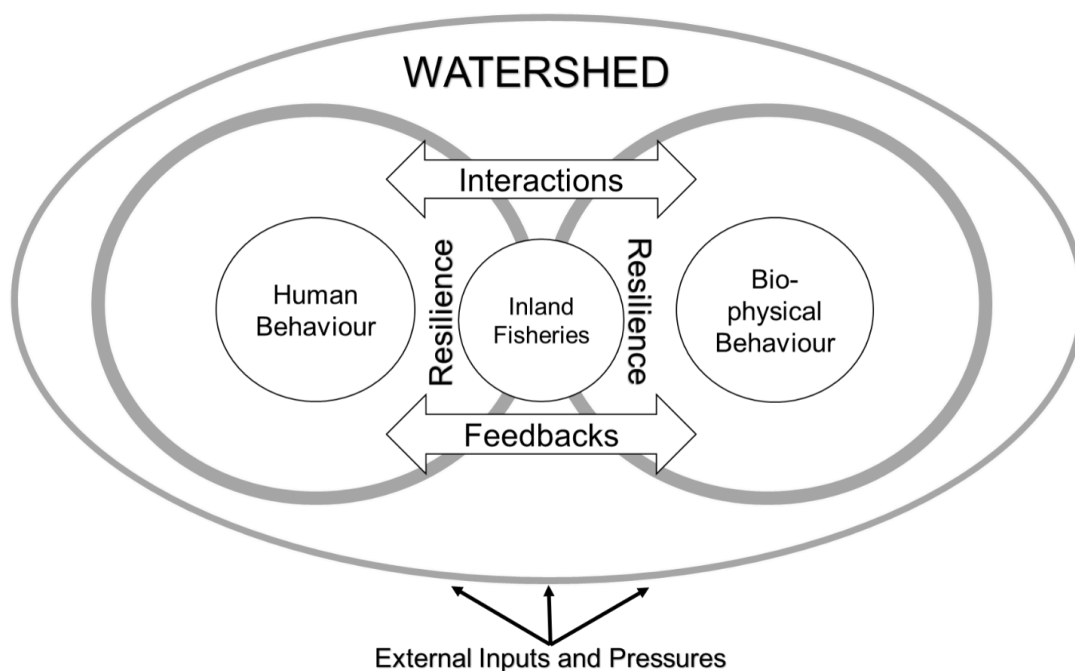 WATERSHED
Interactions
Human
Behaviour
Resilience
Inland
Fisheries
Resilience
Bio-
physical
Behaviour
Feedbacks
External Inputs and Pressures